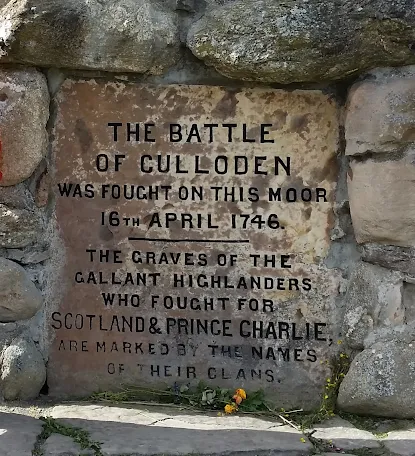 THE BATTLE
OF CULLODEN
WAS FOUGHT ON THIS MOOR
16TH APRIL 1746.
THE GRAVES OF THE
GALLANT HIGHLANDERS
WHO FOUGHT FOR
SCOTLAND & PRINCE CHARLIE,
ARE MARKED BY THE NAMES
OF THEIR CLANS.